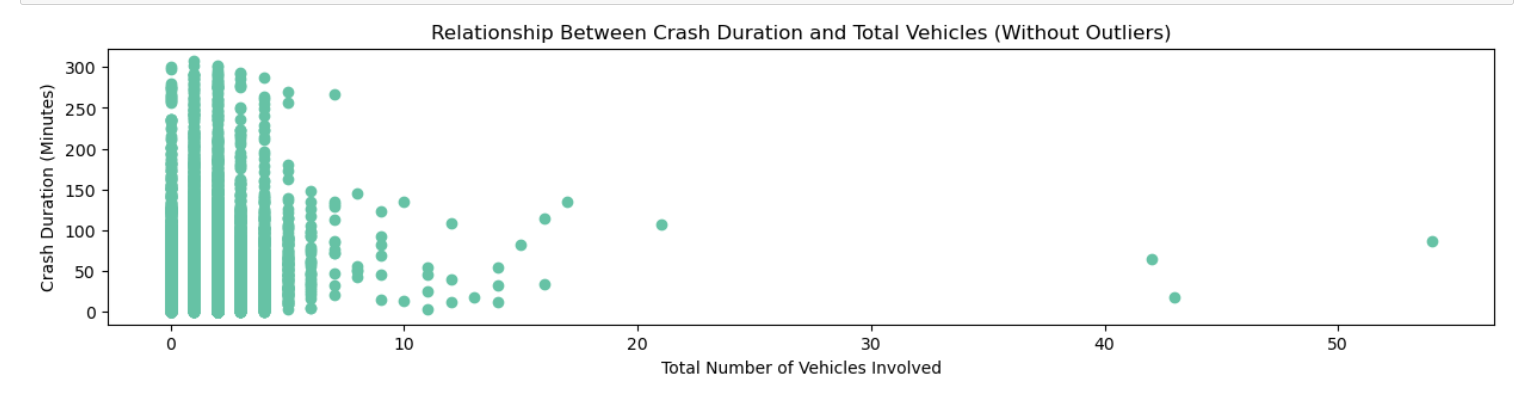 Relationship Between Crash Duration and Total Vehicles (Without Outliers)
Crash Duration (Minutes)
300
250
200
150
100
50
0
0 10 20 30 40 50
Total Number of Vehicles Involved